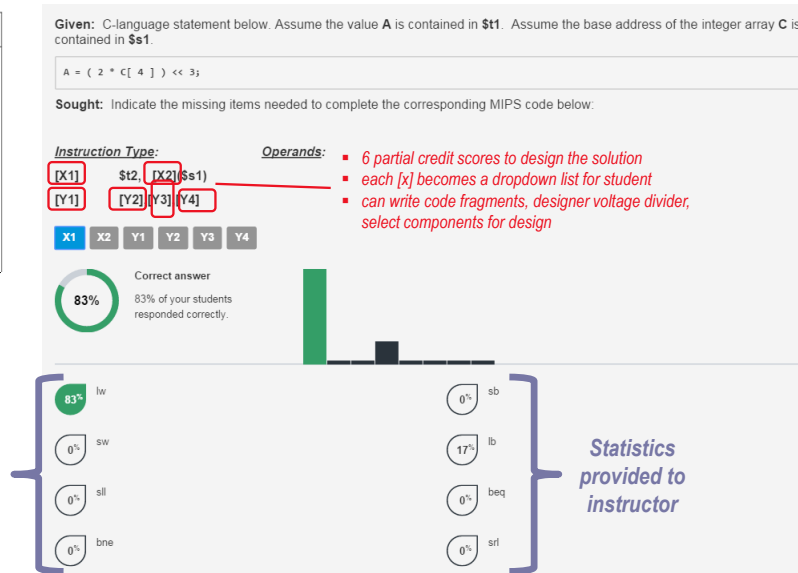 Given: C-language statement below. Assume the value A is contained in $t1. Assume the base address of the integer array C is
contained in $s1.
A = ( 2 * C[ 4 ] ) << 3;
Sought: Indicate the missing items needed to complete the corresponding MIPS code below:
Instruction Type: Operands:
[X1] $t2, [X2]($s1)
[Y1] [Y2] [Y3] [Y4]
▪ 6 partial credit scores to design the solution
▪ each [x] becomes a dropdown list for student
▪ can write code fragments, designer voltage divider,
select components for design
X1 X2 Y1 Y2 Y3 Y4
83%
Correct answer
83% of your students
responded correctly.
83% lw
0% sw
0% sll
0% bne
0% sb
17% lb
0% beq
0% srl
Statistics
provided to
instructor